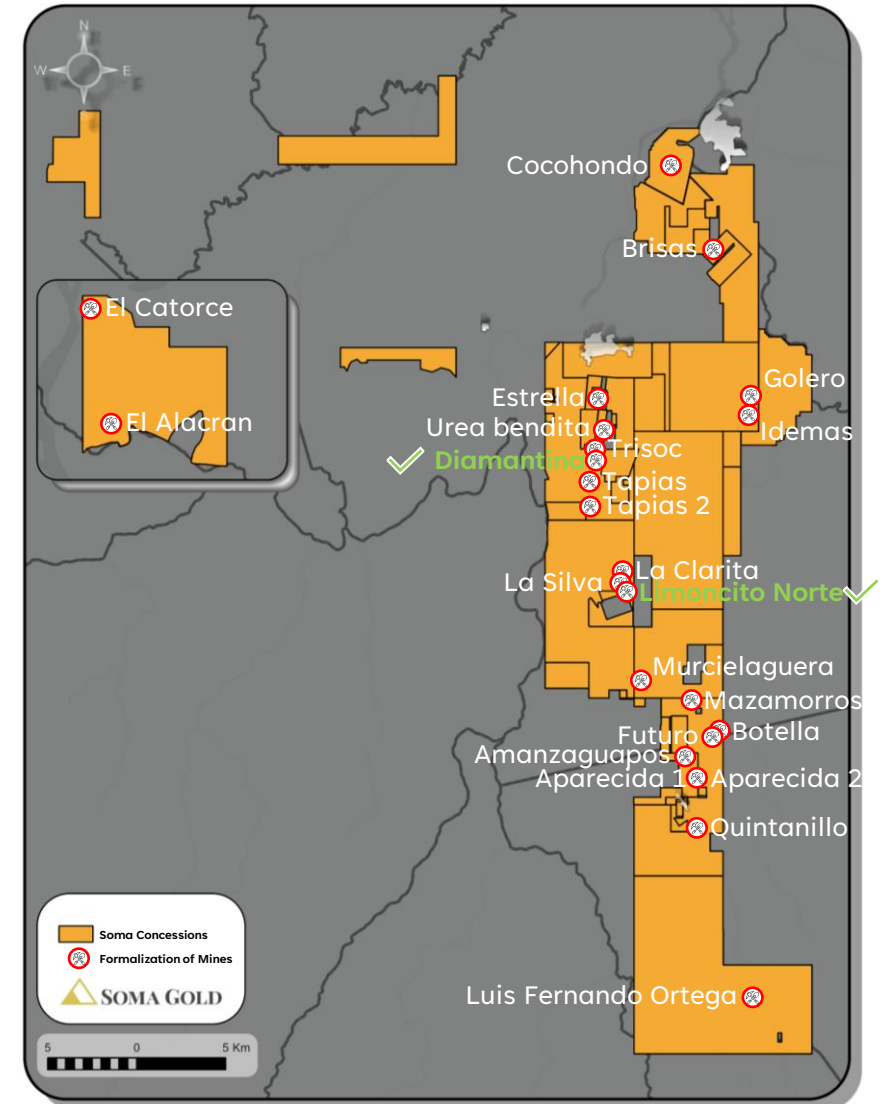 N
W
E
S
Cocohondo
Brisas
El Catorce
El Alacran
Golero
Estrella
Idemas
Urea bendita
Trisoc
Diamantina
Tapias
Tapias 2
La Clarita
La Silva
Limoncito Norte
Murcielaguera
Mazamorros
Futuro
Botella
Amanzaguapos
Aparecida 1
Aparecida 2
Quintanillo
Luis Fernando Ortega
Soma Concessions
Formalization of Mines
SOMA GOLD
5 0 5 Km